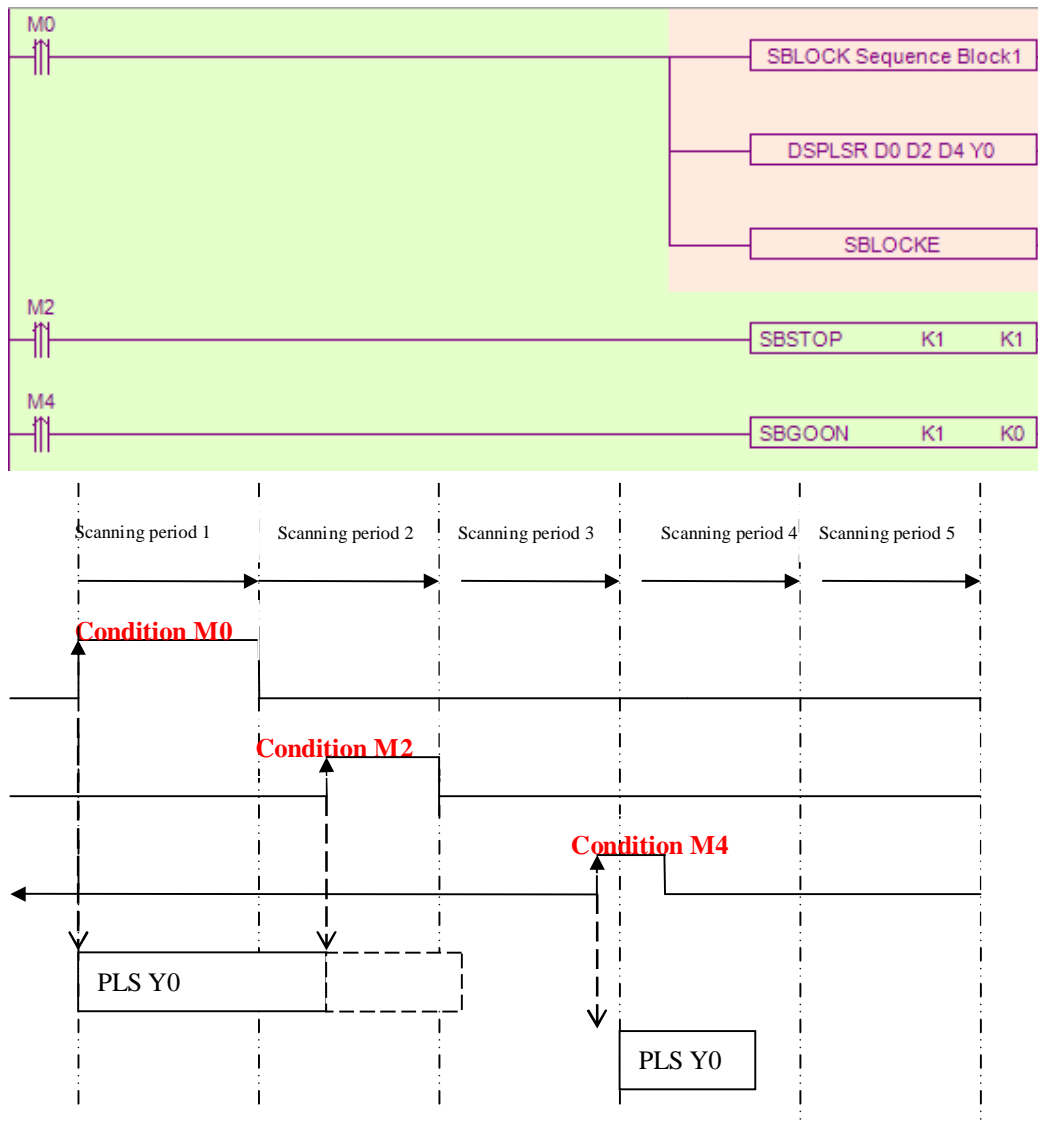 M0
SBLOCK Sequence Block1
DSPLSR D0 D2 D4 Y0
SBLOCKE
M2
SBSTOP K1 K1
M4
SBGOON K1 K0
Scanning period 1 Scanning period 2 Scanning period 3 Scanning period 4 Scanning period 5
Condition M0
Condition M2
Condition M4
PLS Y0
PLS Y0